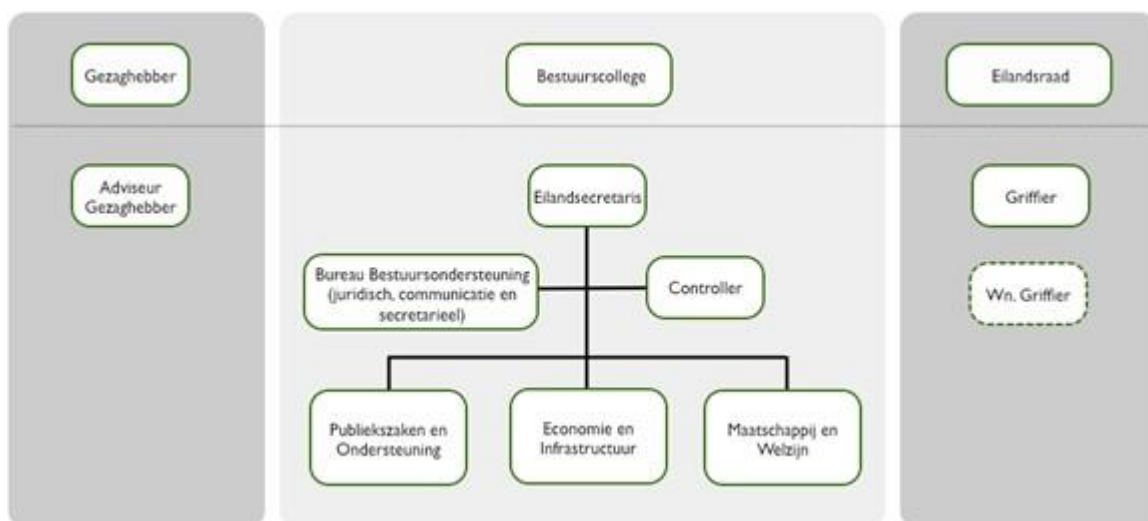 Gezaghebber
Bestuurscollege
Eilandsraad
Adviseur
Gezaghebber
Eilandsecretaris
Griffier
Bureau Bestuursondersteuning
(juridisch, communicatie en
secretarieel)
Controller
Wn. Griffier
Publiekszaken en
Ondersteuning
Economie en
Infrastructuur
Maatschappij en
Welzijn